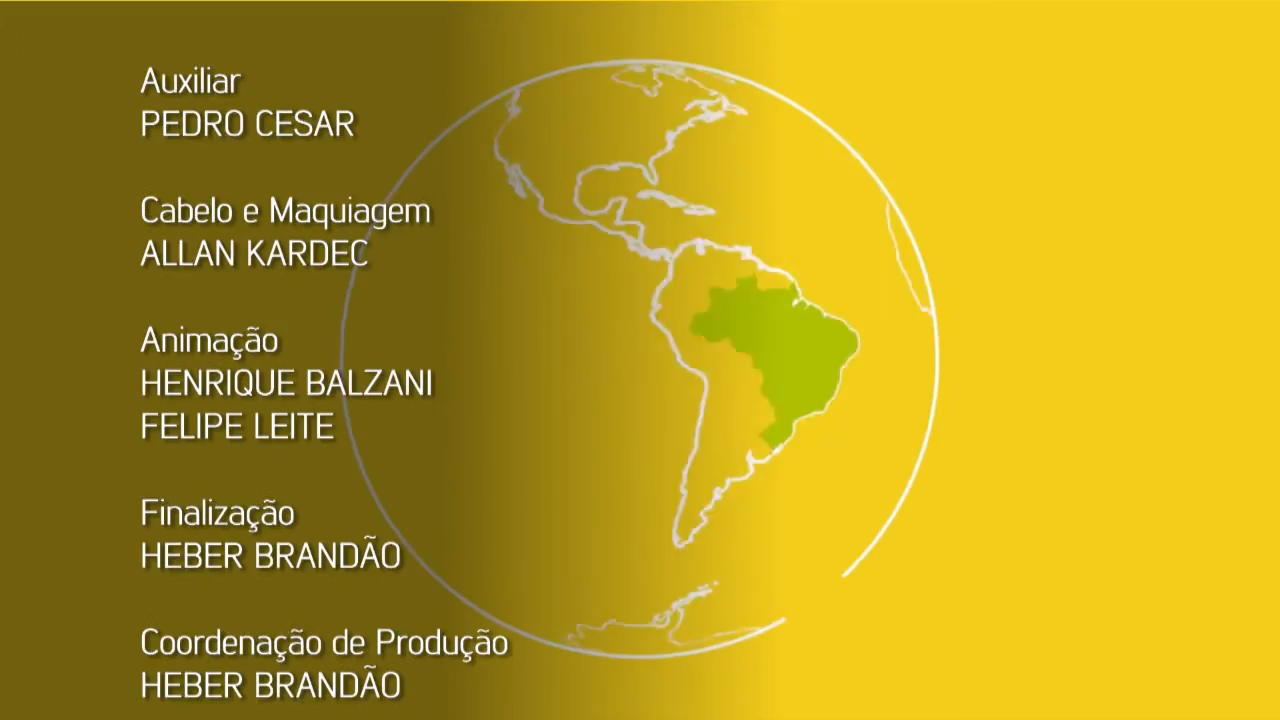 Auxiliar
PEDRO CESAR
Cabelo e Maquiagem
ALLAN KARDEC
Animação
HENRIQUE BALZANI
FELIPE LEITE
Finalização
HEBER BRANDÃO
Coordenação de Produção
HEBER BRANDÃO